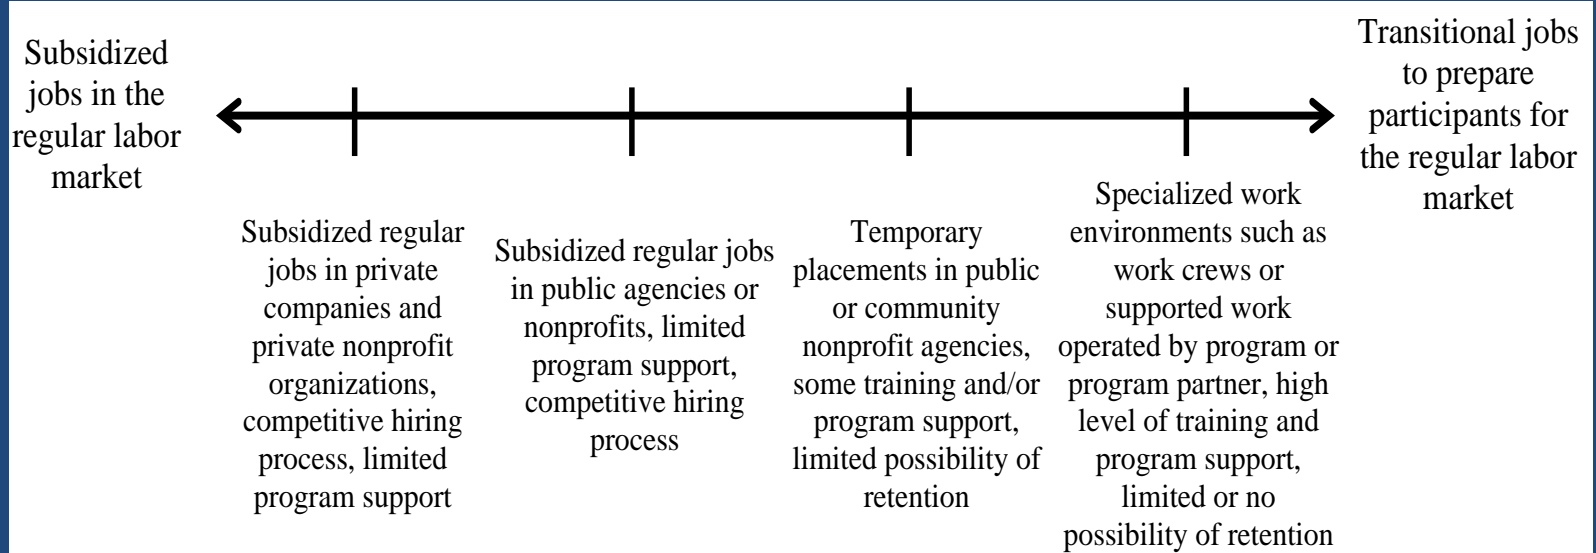 Subsidized
jobs in the
regular labor
market
Transitional jobs
to prepare
participants for
the regular labor
market
Subsidized regular
jobs in private
companies and
private nonprofit
organizations,
competitive hiring
process, limited
program support
Subsidized regular jobs
in public agencies or
nonprofits, limited
program support,
competitive hiring
process
Temporary
placements in public
or community
nonprofit agencies,
some training and/or
program support,
limited possibility of
retention
Specialized work
environments such as
work crews or
supported work
operated by program or
program partner, high
level of training and
program support,
limited or no
possibility of retention